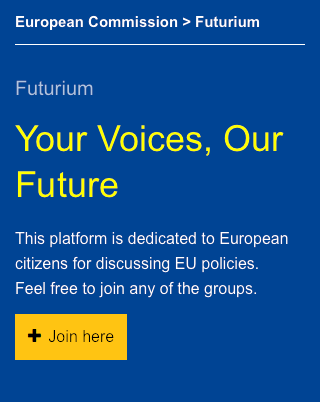 European Commission > Futurium
Futurium
Your Voices, Our
Future
This platform is dedicated to European
citizens for discussing EU policies.
Feel free to join any of the groups.
+ Join here